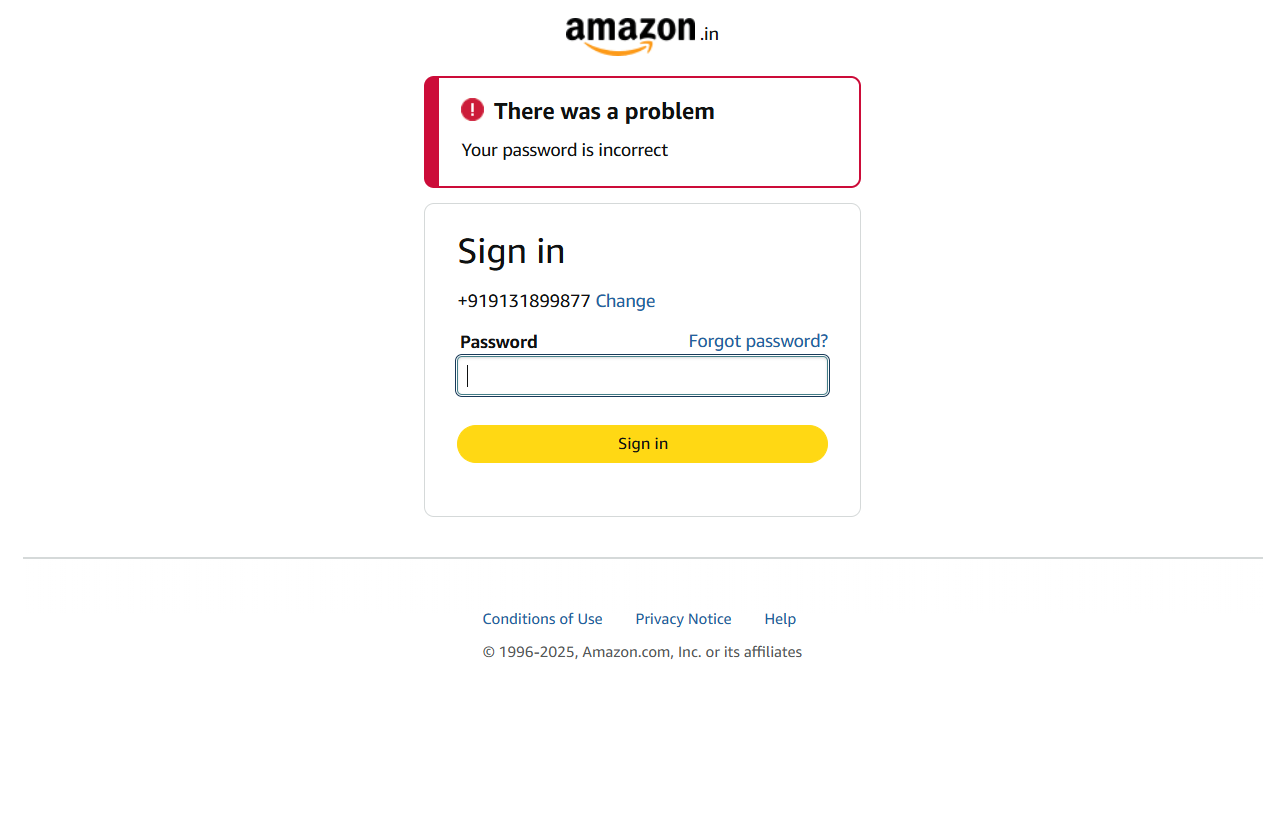 amazon.in
There was a problem
Your password is incorrect
Sign in
+919131899877 Change
Password Forgot password?
Sign in
Conditions of Use Privacy Notice Help
© 1996-2025, Amazon.com, Inc. or its affiliates